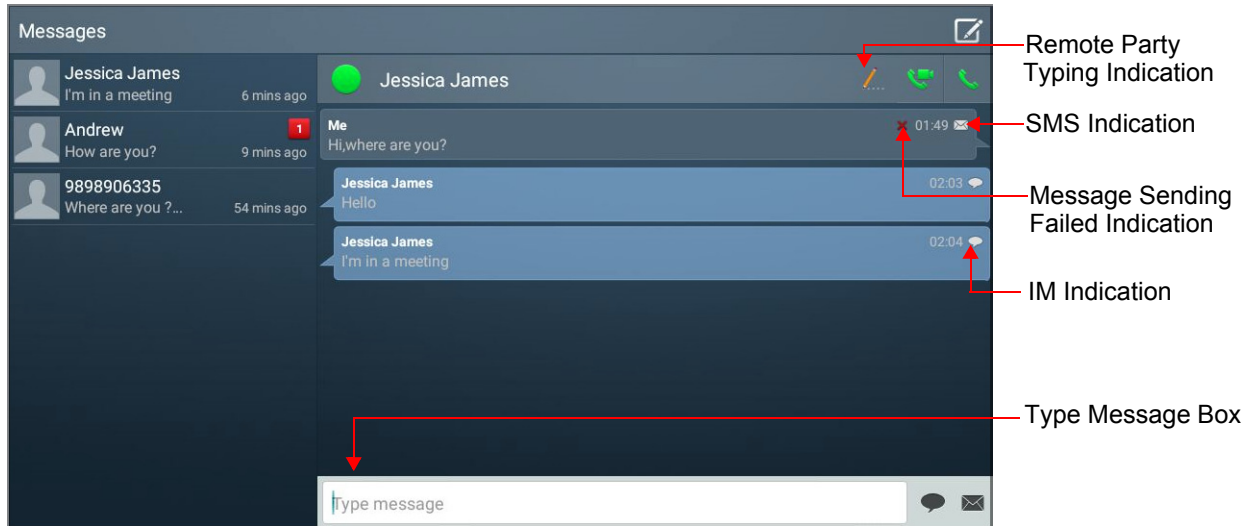 Messages
Jessica James
I'm in a meeting
6 mins ago
Andrew
1
How are you?
9 mins ago
9898906335
Where are you ?...
54 mins ago
Jessica James
Me
01:49
Hi,where are you?
Jessica James
02:03
Hello
Jessica James
02:04
I'm in a meeting
Type message
Remote Party
Typing Indication
SMS Indication
Message Sending
Failed Indication
IM Indication
Type Message Box